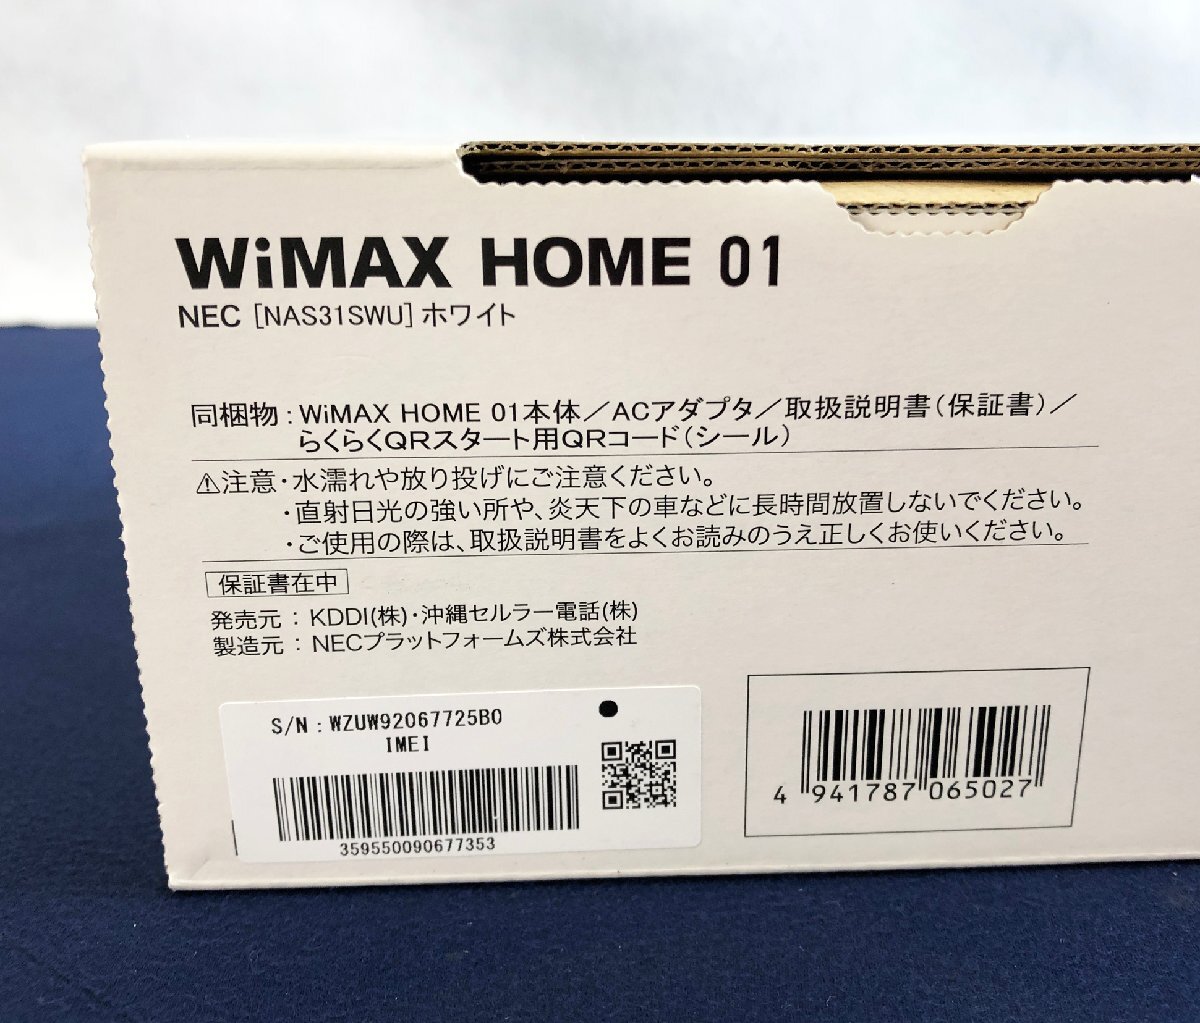 WiMAX HOME 01
NEC [NAS31SWU] ホワイト
同梱物 : WiMAX HOME 01本体／ACアダプタ／取扱説明書（保証書）／
らくらくQRスタート用QRコード（シール）
⚠注意・水濡れや放り投げにご注意ください。
・直射日光の強い所や、炎天下の車などに長時間放置しないでください。
・ご使用の際は、取扱説明書をよくお読みのうえ正しくお使いください。
保証書在中
発売元 : KDDI(株)・沖縄セルラー電話(株)
製造元 : NECプラットフォームズ株式会社
S/N : WZUW92067725B0
IMEI
359550090677353
4 941787 065027